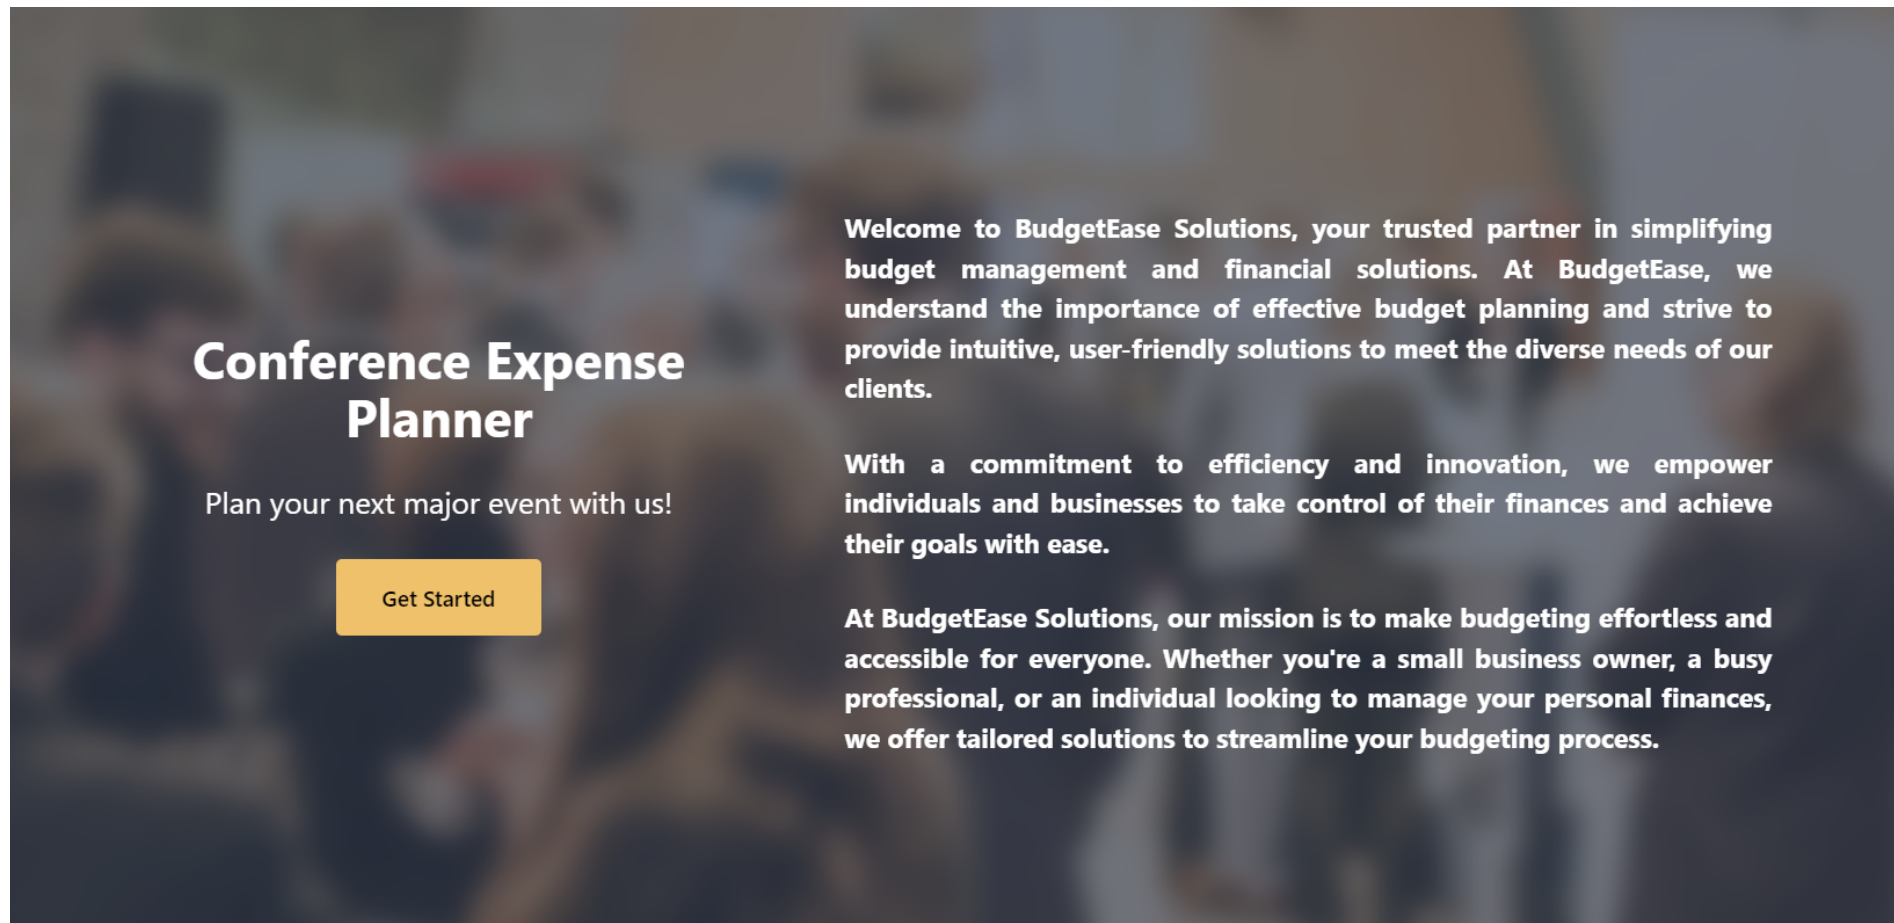 Conference Expense
Planner
Plan your next major event with us!
Get Started
Welcome to BudgetEase Solutions, your trusted partner in simplifying
budget management and financial solutions. At BudgetEase, we
understand the importance of effective budget planning and strive to
provide intuitive, user-friendly solutions to meet the diverse needs of our
clients.
With a commitment to efficiency and innovation, we empower
individuals and businesses to take control of their finances and achieve
their goals with ease.
At BudgetEase Solutions, our mission is to make budgeting effortless and
accessible for everyone. Whether you're a small business owner, a busy
professional, or an individual looking to manage your personal finances,
we offer tailored solutions to streamline your budgeting process.